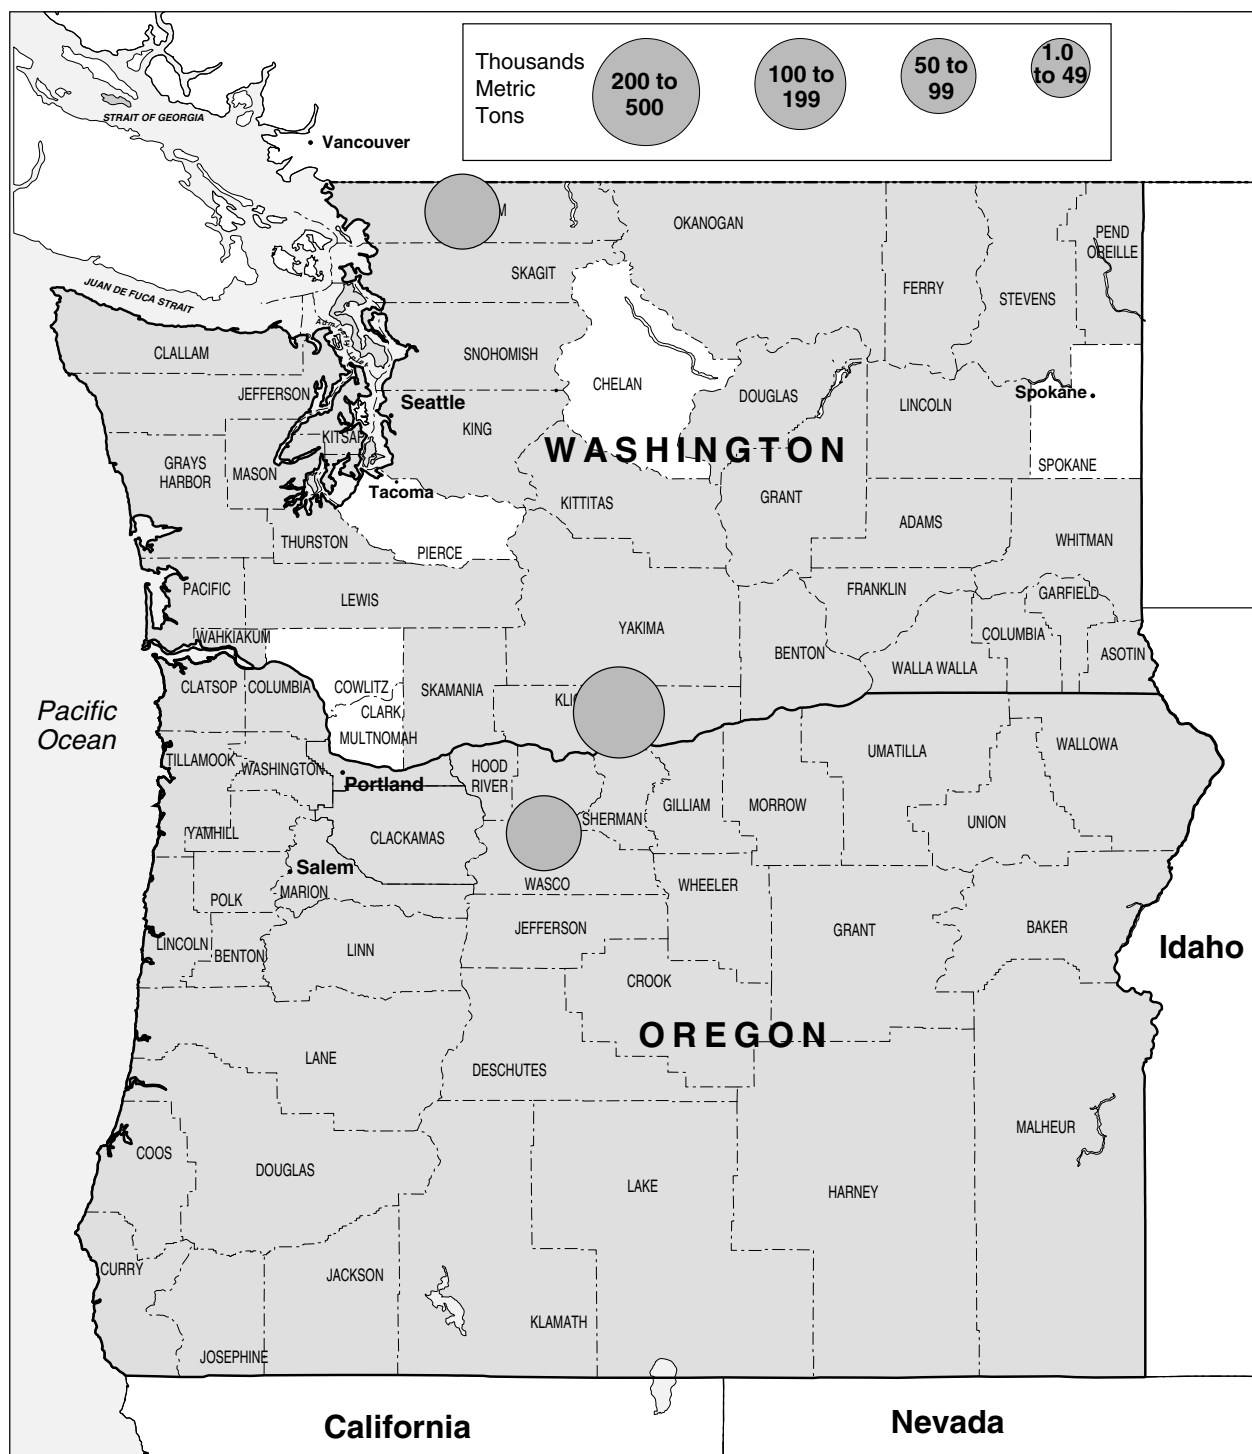 Thousands
Metric
Tons
200 to
500
100 to
199
50 to
99
1.0
to 49
STRAIT OF GEORGIA
Vancouver
M
OKANOGAN
PEND
OREILLE
SKAGIT
JUAN DE FUCA STRAIT
FERRY
STEVENS
Admiralty Inlet
CLALLAM
SNOHOMISH
CHELAN
JEFFERSON
DOUGLAS
Spokane
LINCOLN
Seattle
KING
KITSAP
WASHINGTON
GRAYS
HARBOR
MASON
SPOKANE
Tacoma
KITTITAS
GRANT
ADAMS
THURSTON
PIERCE
WHITMAN
PACIFIC
LEWIS
FRANKLIN
GARFIELD
WAHKIAKUM
YAKIMA
COLUMBIA
BENTON
ASOTIN
WALLA WALLA
CLATSOP
COLUMBIA
COWLITZ
SKAMANIA
KLIC
CLARK
Pacific
Ocean
MULTNOMAH
UMATILLA
WALLOWA
TILLAMOOK
WASHINGTON
HOOD
RIVER
Portland
SHERMAN
GILLIAM
MORROW
UNION
YAMHILL
CLACKAMAS
Salem
MARION
WASCO
WHEELER
POLK
LINCOLN
BENTON
LINN
JEFFERSON
GRANT
BAKER
Idaho
CROOK
OREGON
LANE
DESCHUTES
MALHEUR
COOS
DOUGLAS
LAKE
HARNEY
CURRY
JACKSON
KLAMATH
JOSEPHINE
California
Nevada